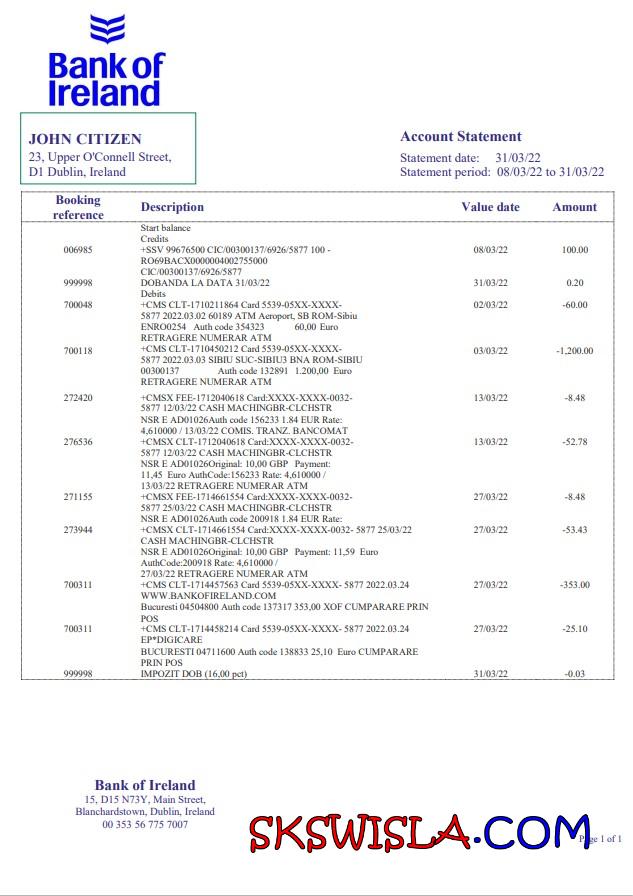 Bank of
Ireland
JOHN CITIZEN
23, Upper O'Connell Street,
D1 Dublin, Ireland
Account Statement
Statement date: 31/03/22
Statement period: 08/03/22 to 31/03/22
Booking reference Description Value date Amount
Start balance
Credits
006985 +SSV 99676500 CIC/00300137/6926/5877 100 - 08/03/22 100.00
RO69BACX0000004002755000
CIC/00300137/6926/5877
999998 DOBANDA LA DATA 31/03/22 31/03/22 0.20
Debits
700048 +CMS CLT-1710211864 Card 5539-05XX-XXXX- 02/03/22 -60.00
5877 2022.03.02 60189 ATM Aeroport, SB ROM-Sibiu
ENRO0254 Auth code 354323 60,00 Euro
RETRAGERE NUMERAR ATM
700118 +CMS CLT-1710450212 Card 5539-05XX-XXXX- 03/03/22 -1,200.00
5877 2022.03.03 SIBIU SUC-SIBIU3 BNA ROM-SIBIU
00300137 Auth code 132891 1.200,00 Euro
RETRAGERE NUMERAR ATM
272420 +CMSX FEE-1712040618 Card:XXXX-XXXX-0032- 13/03/22 -8.48
5877 12/03/22 CASH MACHINGBR-CLCHSTR
NSR E AD01026Auth code 156233 1.84 EUR Rate:
4,610000 / 13/03/22 COMIS. TRANZ. BANCOMAT
276536 +CMSX CLT-1712040618 Card:XXXX-XXXX-0032- 13/03/22 -52.78
5877 12/03/22 CASH MACHINGBR-CLCHSTR
NSR E AD01026Original: 10,00 GBP Payment:
11,45 Euro AuthCode:156233 Rate: 4,610000 /
13/03/22 RETRAGERE NUMERAR ATM
271155 +CMSX FEE-1714661554 Card:XXXX-XXXX-0032- 27/03/22 -8.48
5877 25/03/22 CASH MACHINGBR-CLCHSTR
NSR E AD01026Auth code 200918 1.84 EUR Rate:
273944 +CMSX CLT-1714661554 Card:XXXX-XXXX-0032- 5877 25/03/22 27/03/22 -53.43
CASH MACHINGBR-CLCHSTR
NSR E AD01026Original: 10,00 GBP Payment: 11,59 Euro
AuthCode:200918 Rate: 4,610000 /
27/03/22 RETRAGERE NUMERAR ATM
700311 +CMS CLT-1714457563 Card 5539-05XX-XXXX- 5877 2022.03.24 27/03/22 -353.00
WWW.BANKOFIRELAND.COM
Bucuresti 04504800 Auth code 137317 353,00 XOF CUMPARARE PRIN
POS
700311 +CMS CLT-1714458214 Card 5539-05XX-XXXX- 5877 2022.03.24 27/03/22 -25.10
EP*DIGICARE
BUCURESTI 04711600 Auth code 138833 25,10 Euro CUMPARARE
PRIN POS
999998 IMPOZIT DOB (16,00 pct) 31/03/22 -0.03
Bank of Ireland
15, D15 N73Y, Main Street,
Blanchardstown, Dublin, Ireland
00 353 56 775 7007
SKSWISLA.COM
Page 1 of 1